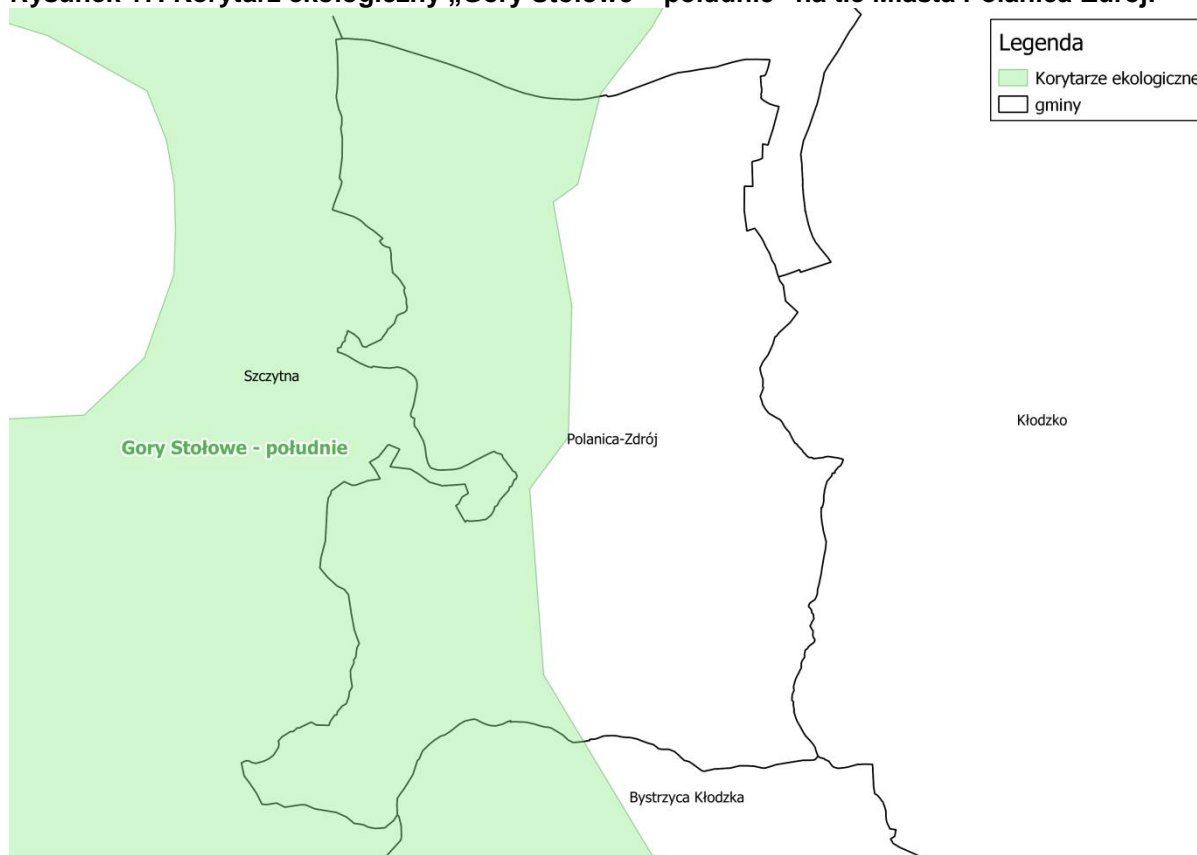 Rysunek 17. Korytarz ekologiczny „Góry Stołowe – południe” na tle Miasta Polanica-Zdrój.
Legenda
Korytarze ekologiczne
gminy
Szczytna
Gory Stołowe - południe
Polanica-Zdrój
Kłodzko
Bystrzyca Kłodzka